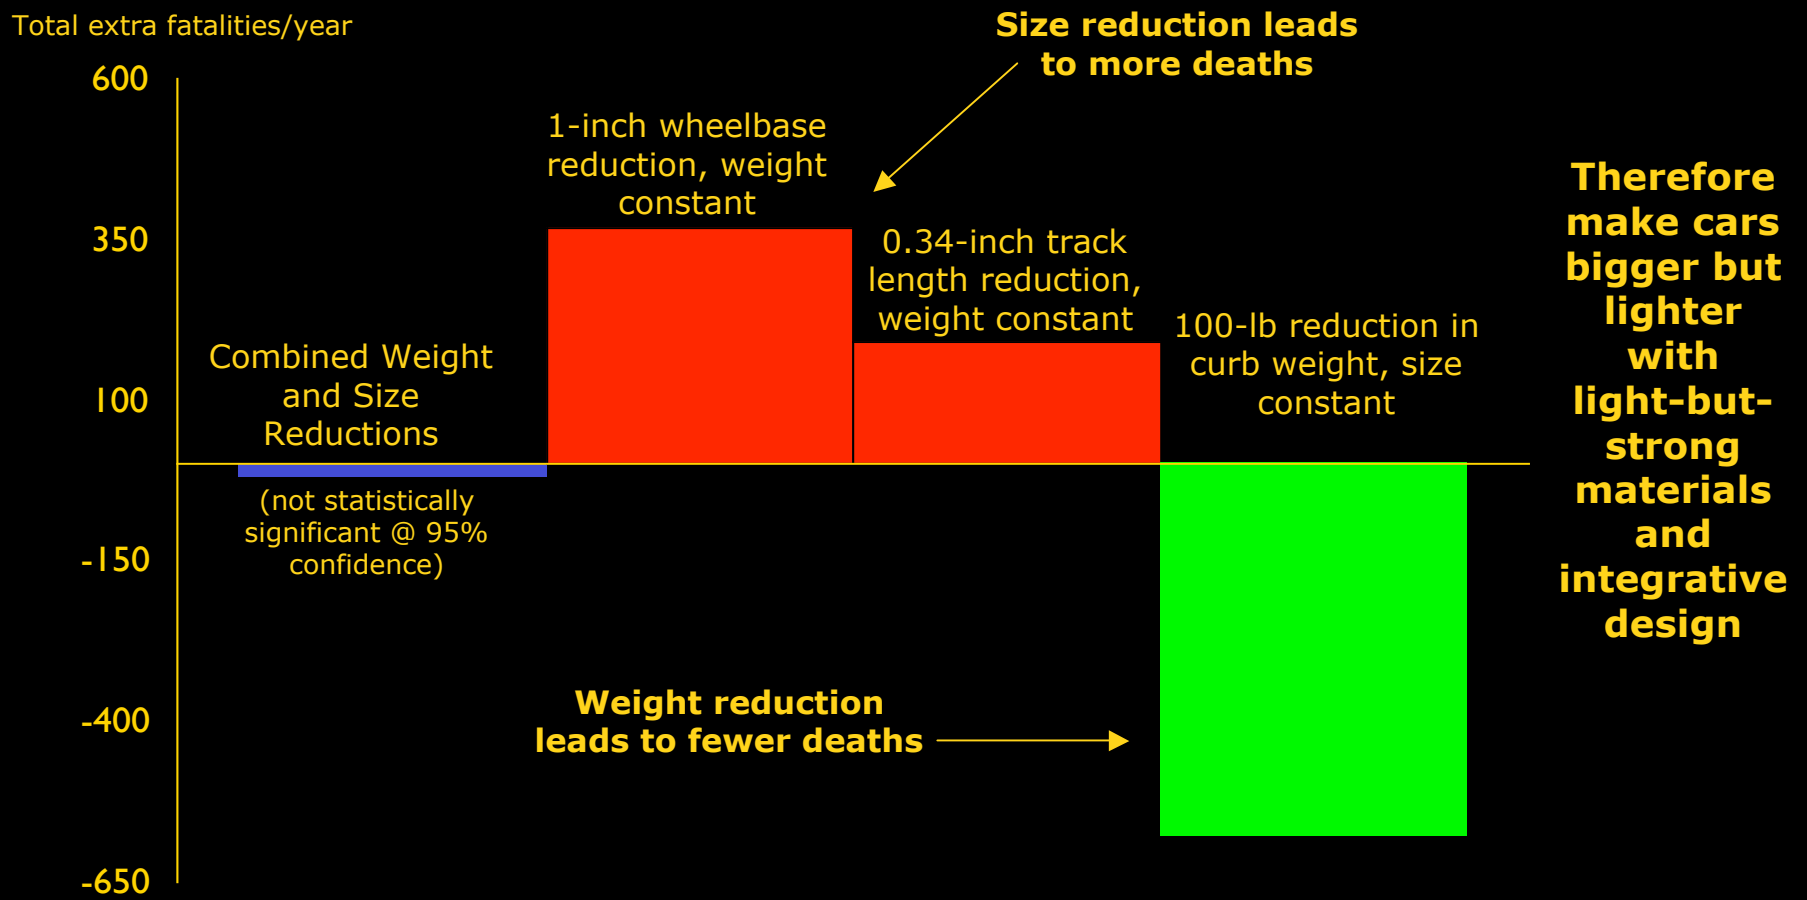 Total extra fatalities/year
Size reduction leads
to more deaths
600
350
100
-150
-400
-650
1-inch wheelbase
reduction, weight
constant
0.34-inch track
length reduction,
weight constant
100-lb reduction in
curb weight, size
constant
Combined Weight
and Size
Reductions
(not statistically
significant @ 95%
confidence)
Weight reduction
leads to fewer deaths
Therefore
make cars
bigger but
lighter
with
light-but-
strong
materials
and
integrative
design